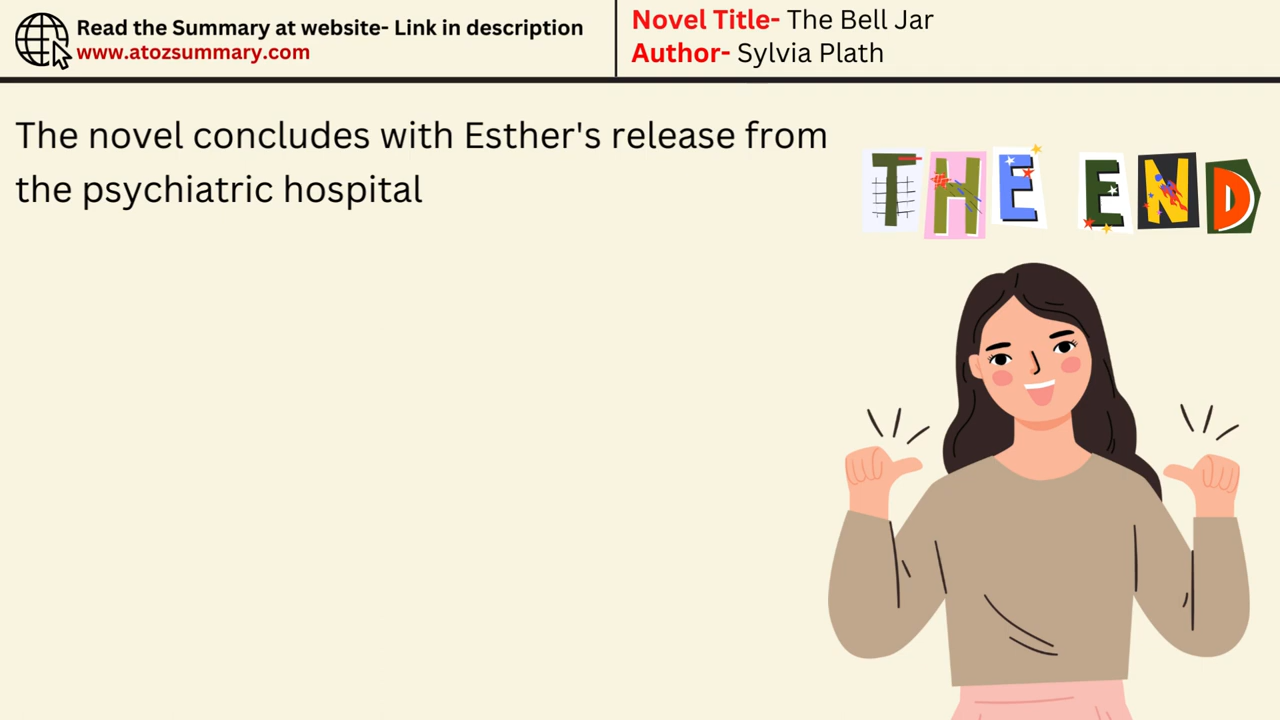 Read the Summary at website- Link in description
www.atozsummary.com
Novel Title- The Bell Jar
Author- Sylvia Plath
The novel concludes with Esther's release from
the psychiatric hospital
THE END